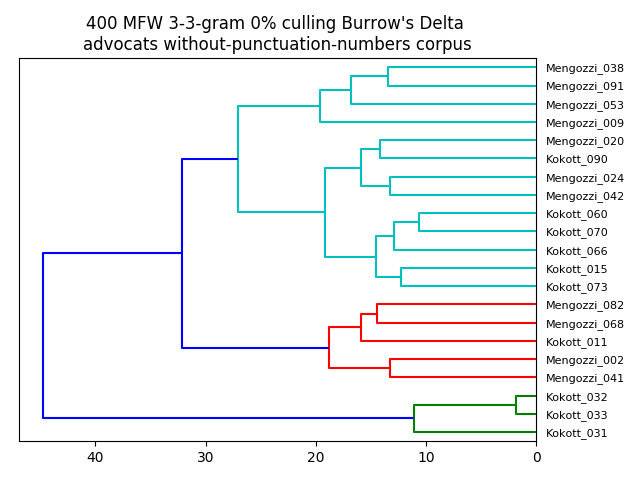 400 MFW 3-3-gram 0% culling Burrow's Delta
advocats without-punctuation-numbers corpus
Mengozzi_038
Mengozzi_091
Mengozzi_053
Mengozzi_009
Mengozzi_020
Kokott_090
Mengozzi_024
Mengozzi_042
Kokott_060
Kokott_070
Kokott_066
Kokott_015
Kokott_073
Mengozzi_082
Mengozzi_068
Kokott_011
Mengozzi_002
Mengozzi_041
Kokott_032
Kokott_033
Kokott_031
40 30 20 10 0